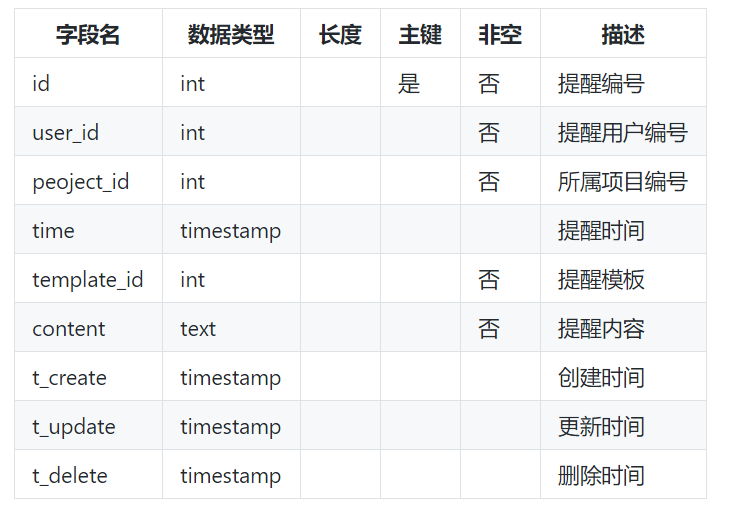 字段名 数据类型 长度 主键 非空 描述
id int 是 否 提醒编号
user_id int 否 提醒用户编号
peoject_id int 否 所属项目编号
time timestamp 提醒时间
template_id int 否 提醒模板
content text 否 提醒内容
t_create timestamp 创建时间
t_update timestamp 更新时间
t_delete timestamp 删除时间